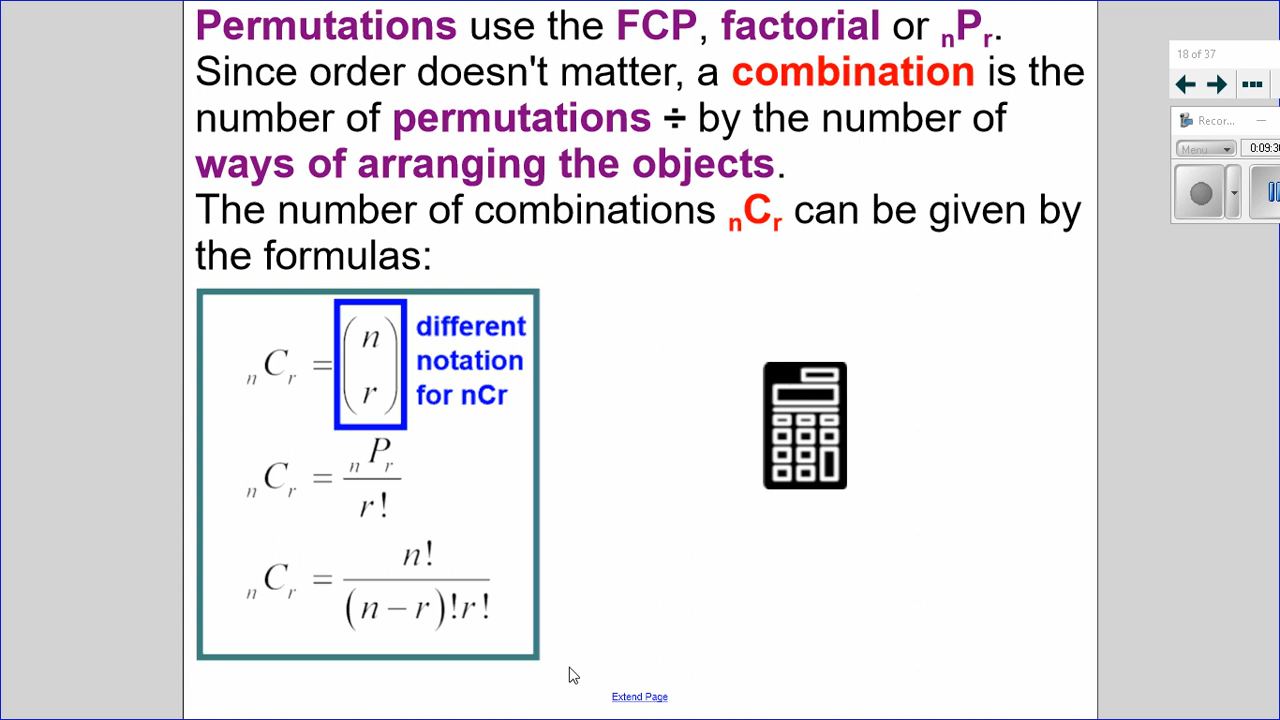 Permutations use the FCP, factorial or nPr.
Since order doesn't matter, a combination is the
number of permutations ÷ by the number of
ways of arranging the objects.
The number of combinations nCr can be given by
the formulas:
nCr = (n r)
different
notation
for nCr
nCr = nPr / r!
nCr = n! / (n − r)!r!
Extend Page
18 of 37
Recor...
Menu
0:09:3